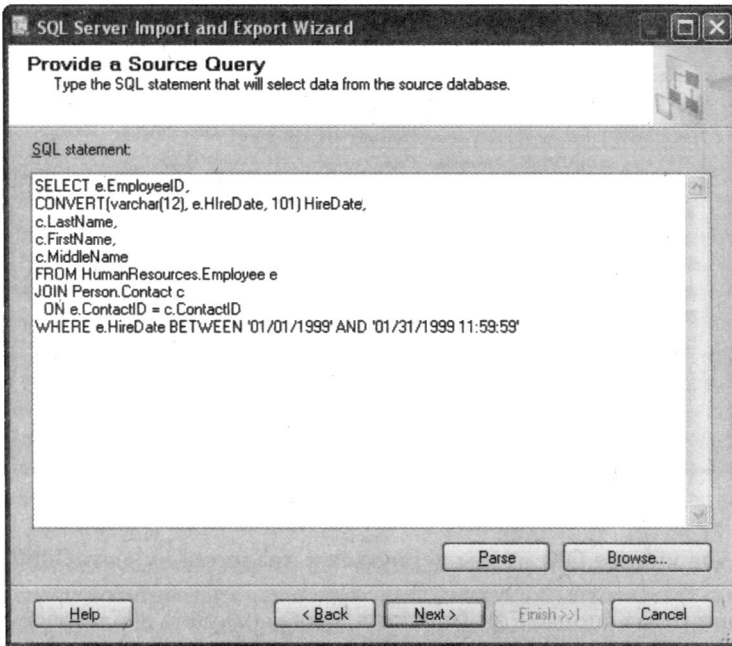 SQL Server Import and Export Wizard
Provide a Source Query
Type the SQL statement that will select data from the source database.
SQL statement:
SELECT e.EmployeeID,
CONVERT(varchar(12), e.HIreDate, 101) HireDate,
c.LastName,
c.FirstName,
c.MiddleName
FROM HumanResources.Employee e
JOIN Person.Contact c
ON e.ContactID = c.ContactID
WHERE e.HireDate BETWEEN '01/01/1999' AND '01/31/1999 11:59:59'
Parse Browse...
Help < Back Next > Finish >>| Cancel